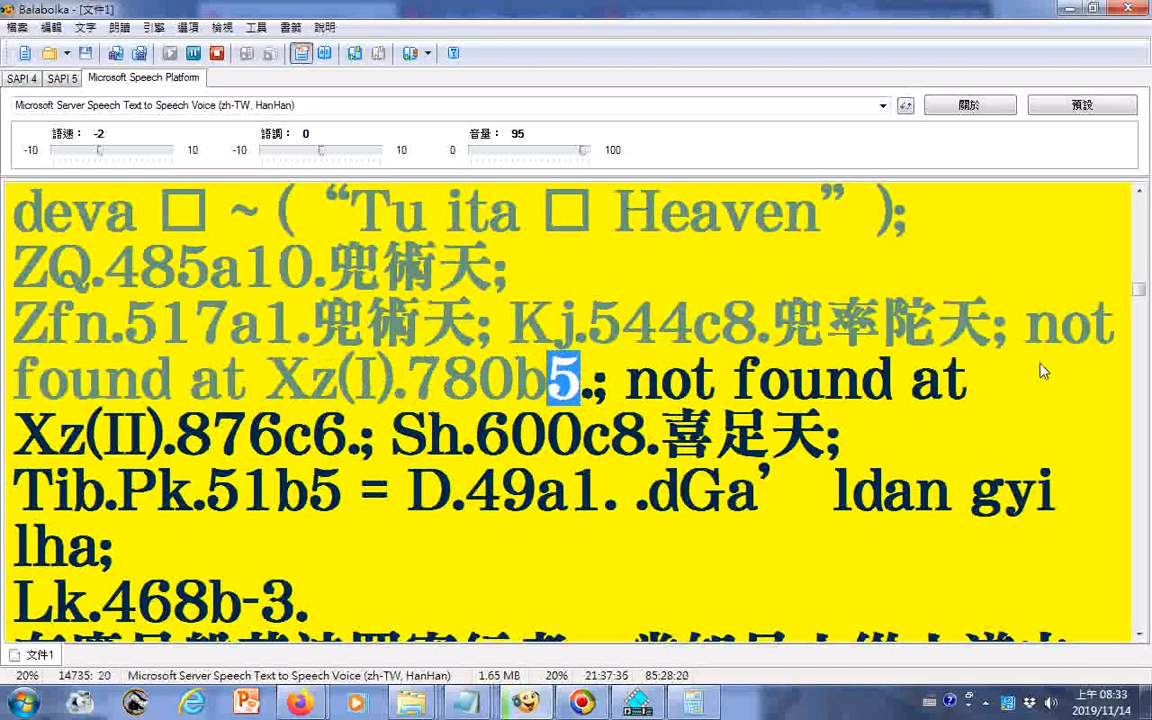 Balabolka - [文件1]
檔案 編輯 文字 朗讀 引擎 選項 檢視 工具 書籤 說明
SAPI 4 SAPI 5 Microsoft Speech Platform
Microsoft Server Speech Text to Speech Voice (zh-TW, HanHan) 關於 預設
語速： -2 語調： 0 音量： 95
-10 10 -10 10 0 100
deva □ ~ ( “Tu ita □ Heaven” );
ZQ.485a10.兜術天;
Zfn.517a1.兜術天; Kj.544c8.兜率陀天; not
found at Xz(I).780b5.; not found at
Xz(II).876c6.; Sh.600c8.喜足天;
Tib.Pk.51b5 = D.49a1. .dGa’ ldan gyi
lha;
Lk.468b-3.
文件1
20% 14735: 20 Microsoft Server Speech Text to Speech Voice (zh-TW, HanHan) 1.65 MB 20% 21:37:36 85:28:20
上午 08:33
2019/11/14